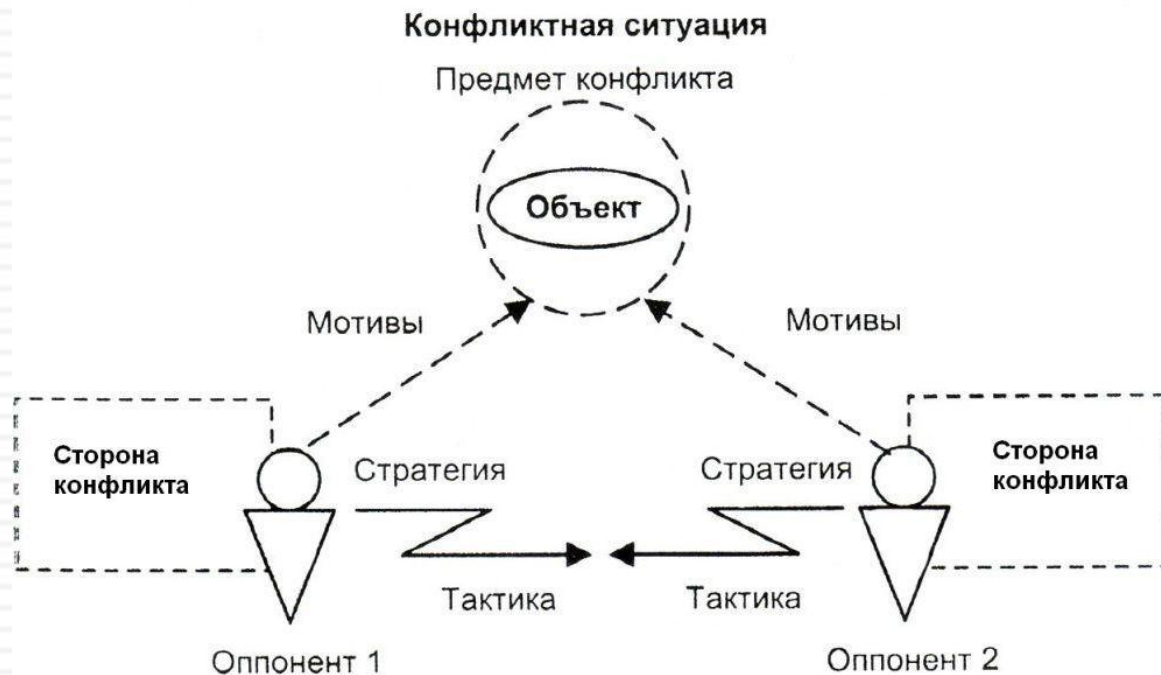 Конфликтная ситуация
Предмет конфликта
Объект
Мотивы
Мотивы
Сторона
конфликта
Стратегия
Стратегия
Сторона
конфликта
Тактика
Тактика
Оппонент 1
Оппонент 2